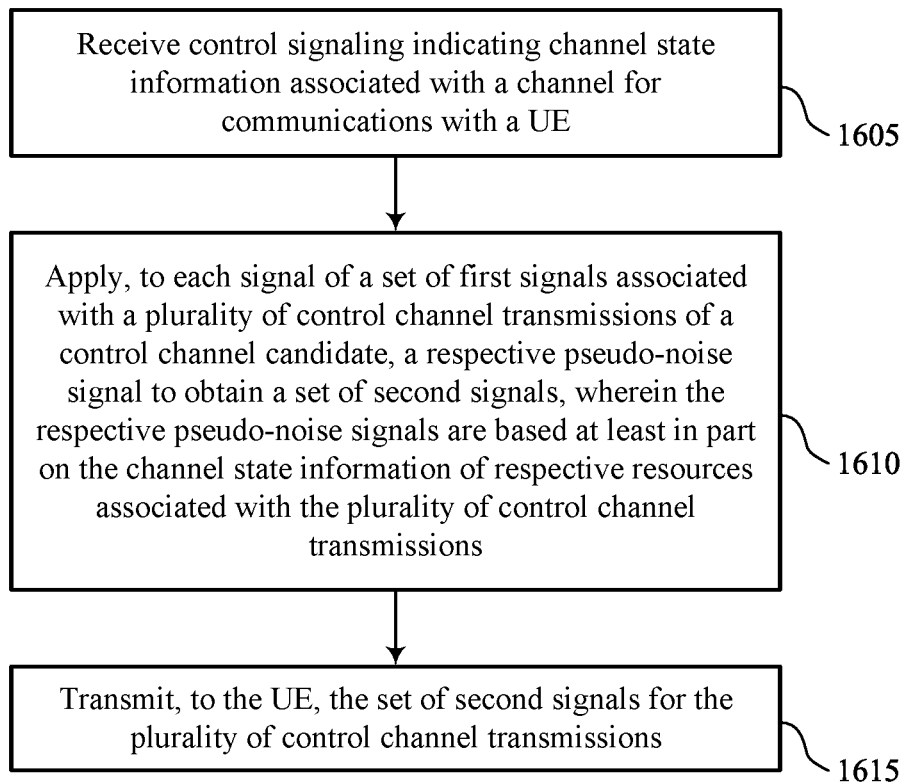 Receive control signaling indicating channel state
information associated with a channel for
communications with a UE
1605
Apply, to each signal of a set of first signals associated
with a plurality of control channel transmissions of a
control channel candidate, a respective pseudo-noise
signal to obtain a set of second signals, wherein the
respective pseudo-noise signals are based at least in part
on the channel state information of respective resources
associated with the plurality of control channel
transmissions
1610
Transmit, to the UE, the set of second signals for the
plurality of control channel transmissions
1615